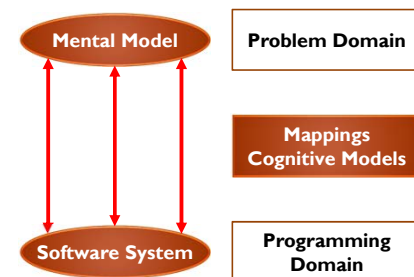 Mental Model
Problem Domain
Mappings
Cognitive Models
Software System
Programming
Domain